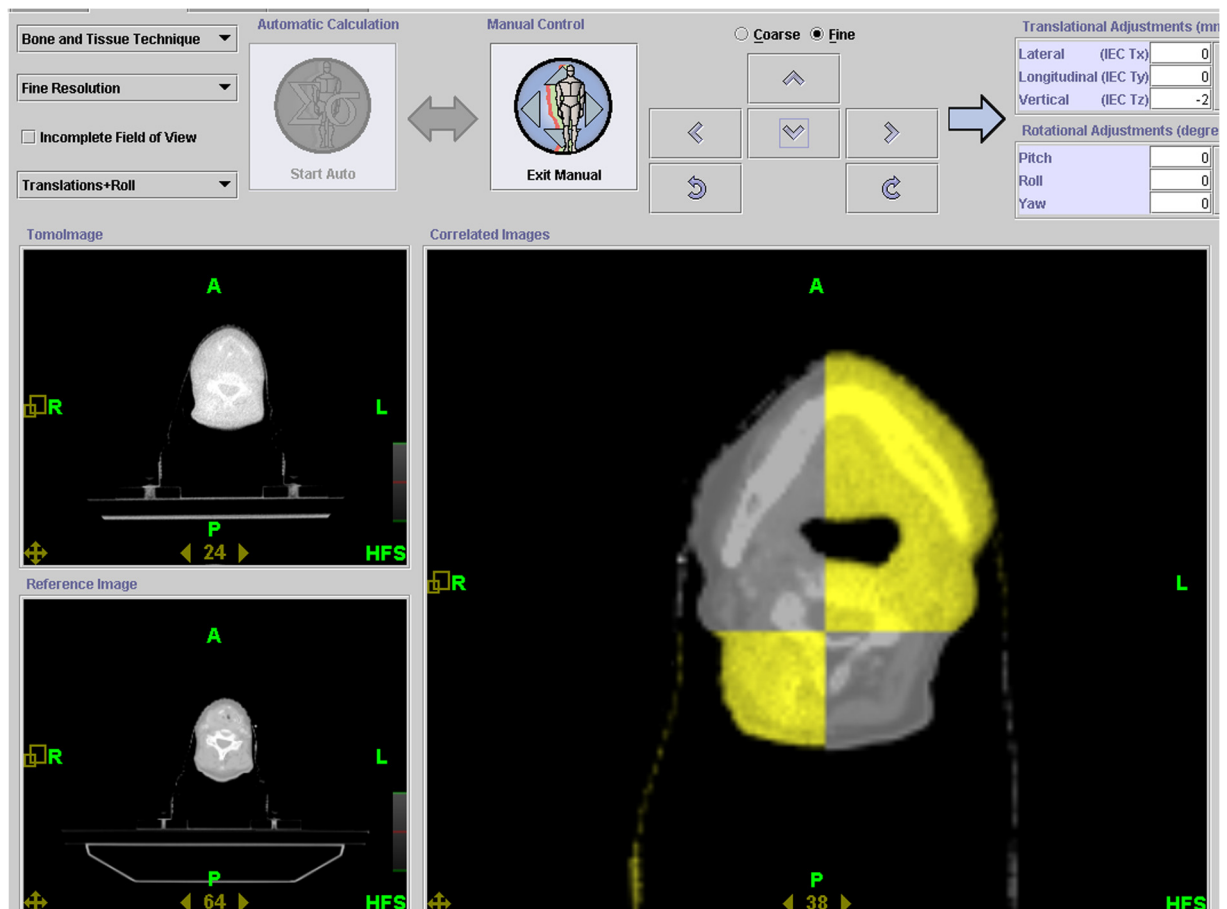 Automatic Calculation
Manual Control
Bone and Tissue Technique
Fine Resolution
Incomplete Field of View
Translations+Roll
Start Auto
Exit Manual
Coarse
Fine
Translational Adjustments (mm
Lateral (IEC Tx) 0
Longitudinal (IEC Ty) 0
Vertical (IEC Tz) -2
Rotational Adjustments (degre
Pitch 0
Roll 0
Yaw 0
TomoImage
A
R
L
P
24
HFS
Reference Image
A
R
L
P
64
HFS
Correlated Images
A
R
L
P
38
HFS